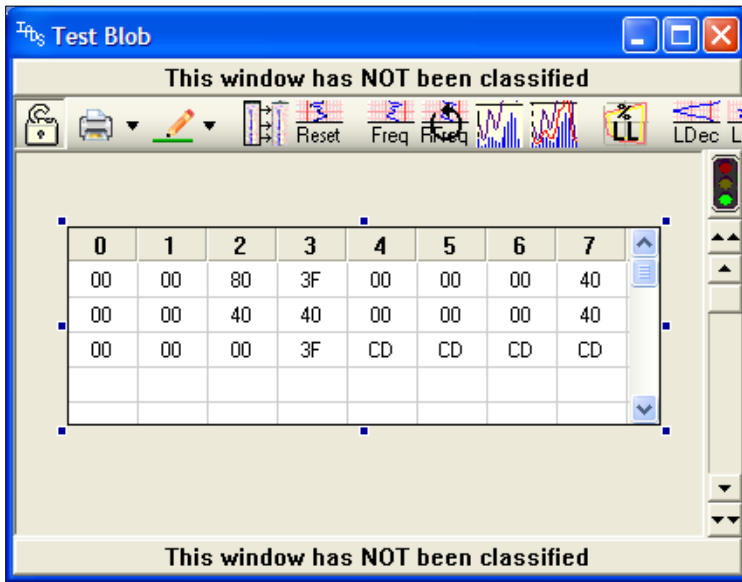 IADS Test Blob
This window has NOT been classified
Reset Freq RFreq % LL LDec L
0 1 2 3 4 5 6 7
00 00 80 3F 00 00 00 40
00 00 40 40 00 00 00 40
00 00 00 3F CD CD CD CD
This window has NOT been classified